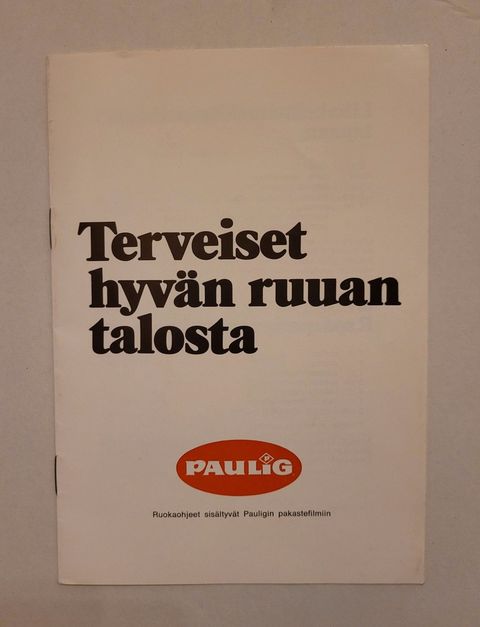 Terveiset
hyvän ruuan
talosta
PAULIG
Ruokaohjeet sisältyvät Pauligin pakastefilmiin